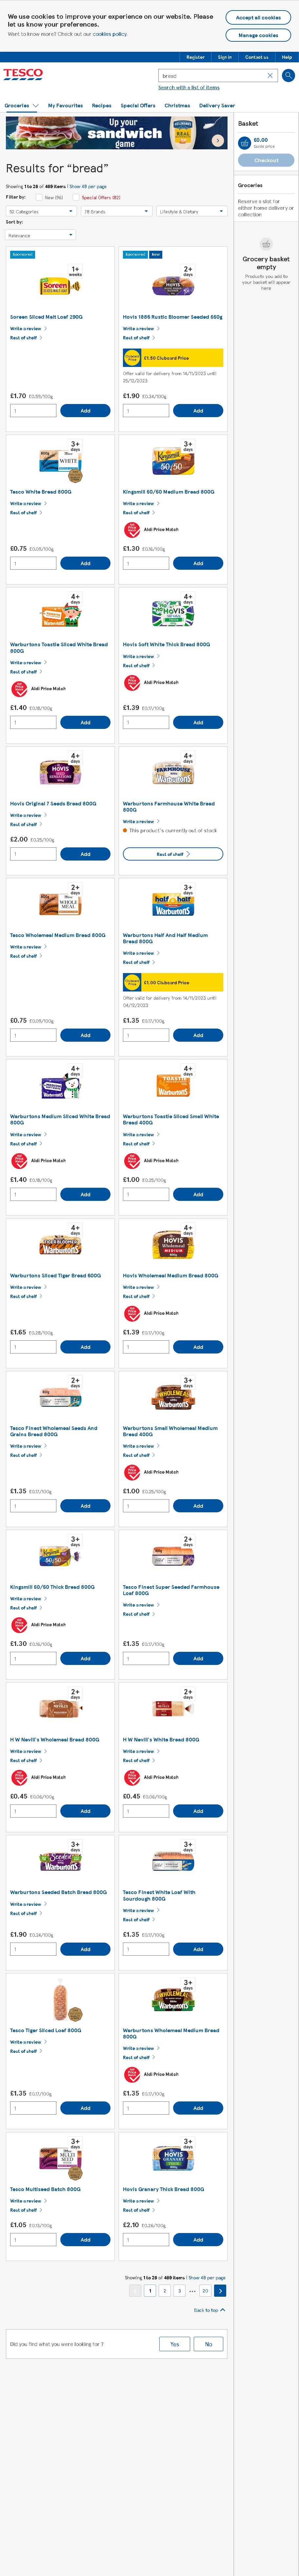 We use cookies to improve your experience on our website. Please
let us know your preferences.
Want to know more? Check out our cookies policy.
Accept all cookies
Manage cookies
Register
Sign in
Contact us
Help
TESCO
bread
Search with a list of items
Groceries
My Favourites
Recipes
Special Offers
Christmas
Delivery Saver
Up your
sandwich
game
Basket
£0.00
Guide price
Checkout
Groceries
Reserve a slot for
either home delivery or
collection
Grocery basket
empty
Products you add to
your basket will appear
here
Results for “bread”
Showing 1 to 28 of 489 items | Show 48 per page
Filter by:
New (56)
Special Offers (82)
52 Categories
78 Brands
Lifestyle & Dietary
Sort by:
Relevance
Sponsored
1+
weeks
Soreen Sliced Malt Loaf 280G
Write a review
Rest of shelf
£1.70
1
Add
Sponsored
New
2+
days
Hovis 1886 Rustic Bloomer Seeded 550g
Write a review
Rest of shelf
Clubcard Price
£1.50 Clubcard Price
Offer valid for delivery from 14/11/2023 until
25/12/2023
£1.90
1
Add
3+
days
Tesco White Bread 800G
Write a review
Rest of shelf
£0.75 £0.09/100g
1
Add
3+
days
Kingsmill 50/50 Medium Bread 800G
Write a review
Rest of shelf
Aldi Price Match
£1.30 £0.16/100g
1
Add
4+
days
Warburtons Toastie Sliced White Bread
800G
Write a review
Rest of shelf
Aldi Price Match
£1.40 £0.18/100g
1
Add
4+
days
Hovis Soft White Thick Bread 800G
Write a review
Rest of shelf
Aldi Price Match
£1.39 £0.17/100g
1
Add
4+
days
Hovis Original 7 Seeds Bread 800G
Write a review
Rest of shelf
£2.00 £0.25/100g
1
Add
4+
days
Warburtons Farmhouse White Bread
800G
Write a review
This product's currently out of stock
Rest of shelf
2+
days
Tesco Wholemeal Medium Bread 800G
Write a review
Rest of shelf
£0.75 £0.09/100g
1
Add
3+
days
Warburtons Half And Half Medium
Bread 800G
Write a review
Rest of shelf
Clubcard Price
£1.00 Clubcard Price
Offer valid for delivery from 14/11/2023 until
04/12/2023
£1.35 £0.17/100g
1
Add
4+
days
Warburtons Medium Sliced White Bread
800G
Write a review
Rest of shelf
Aldi Price Match
£1.40 £0.18/100g
1
Add
4+
days
Warburtons Toastie Sliced Small White
Bread 400G
Write a review
Rest of shelf
Aldi Price Match
£1.00 £0.25/100g
1
Add
4+
days
Warburtons Sliced Tiger Bread 600G
Write a review
Rest of shelf
£1.65 £0.28/100g
1
Add
4+
days
Hovis Wholemeal Medium Bread 800G
Write a review
Rest of shelf
Aldi Price Match
£1.39 £0.17/100g
1
Add
2+
days
Tesco Finest Wholemeal Seeds And
Grains Bread 800G
Write a review
Rest of shelf
£1.35 £0.17/100g
1
Add
3+
days
Warburtons Small Wholemeal Medium
Bread 400G
Write a review
Rest of shelf
Aldi Price Match
£1.00 £0.25/100g
1
Add
3+
days
Kingsmill 50/50 Thick Bread 800G
Write a review
Rest of shelf
Aldi Price Match
£1.30 £0.16/100g
1
Add
2+
days
Tesco Finest Super Seeded Farmhouse
Loaf 800G
Write a review
Rest of shelf
£1.35 £0.17/100g
1
Add
2+
days
H W Nevill's Wholemeal Bread 800G
Write a review
Rest of shelf
Aldi Price Match
£0.45 £0.06/100g
1
Add
2+
days
H W Nevill's White Bread 800G
Write a review
Rest of shelf
Aldi Price Match
£0.45 £0.06/100g
1
Add
3+
days
Warburtons Seeded Batch Bread 800G
Write a review
Rest of shelf
£1.90 £0.24/100g
1
Add
3+
days
Tesco Finest White Loaf With
Sourdough 800G
Write a review
Rest of shelf
£1.35 £0.17/100g
1
Add
Tesco Tiger Sliced Loaf 800G
Write a review
Rest of shelf
£1.35 £0.17/100g
1
Add
3+
days
Warburtons Wholemeal Medium Bread
800G
Write a review
Rest of shelf
Aldi Price Match
£1.35 £0.17/100g
1
Add
3+
days
Tesco Multiseed Batch 800G
Write a review
Rest of shelf
£1.05 £0.13/100g
1
Add
3+
days
Hovis Granary Thick Bread 800G
Write a review
Rest of shelf
£2.10 £0.26/100g
1
Add
Showing 1 to 28 of 489 items | Show 48 per page
1
2
3
...
20
Back to top
Did you find what you were looking for ?
Yes
No